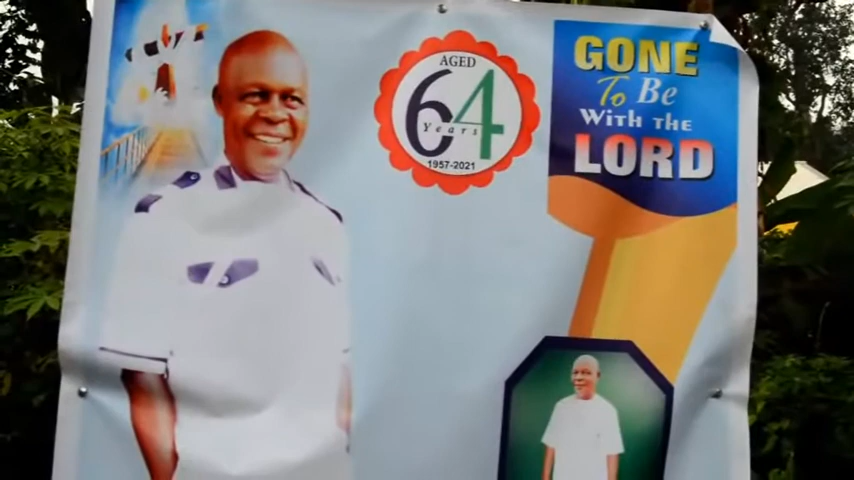 AGED
64
Years
1957-2021
GONE
To Be
With the
LORD